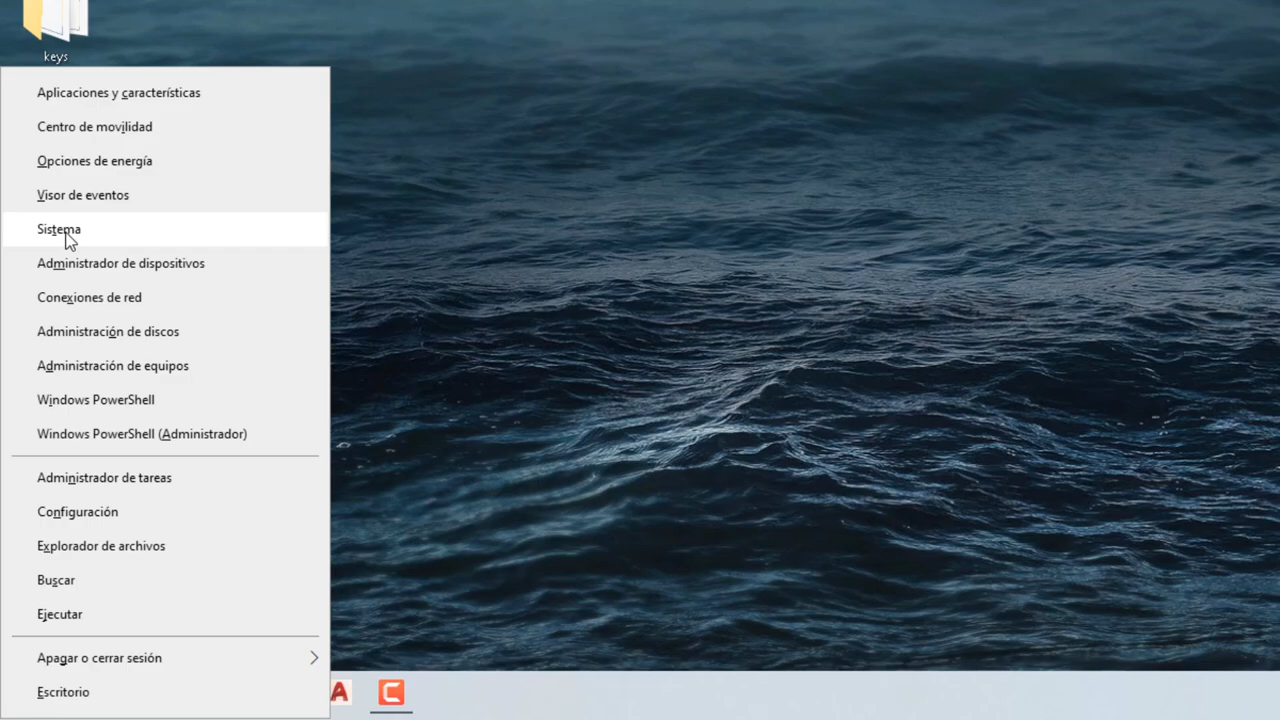 keys
Aplicaciones y características
Centro de movilidad
Opciones de energía
Visor de eventos
Sistema
Administrador de dispositivos
Conexiones de red
Administración de discos
Administración de equipos
Windows PowerShell
Windows PowerShell (Administrador)
Administrador de tareas
Configuración
Explorador de archivos
Buscar
Ejecutar
Apagar o cerrar sesión
Escritorio